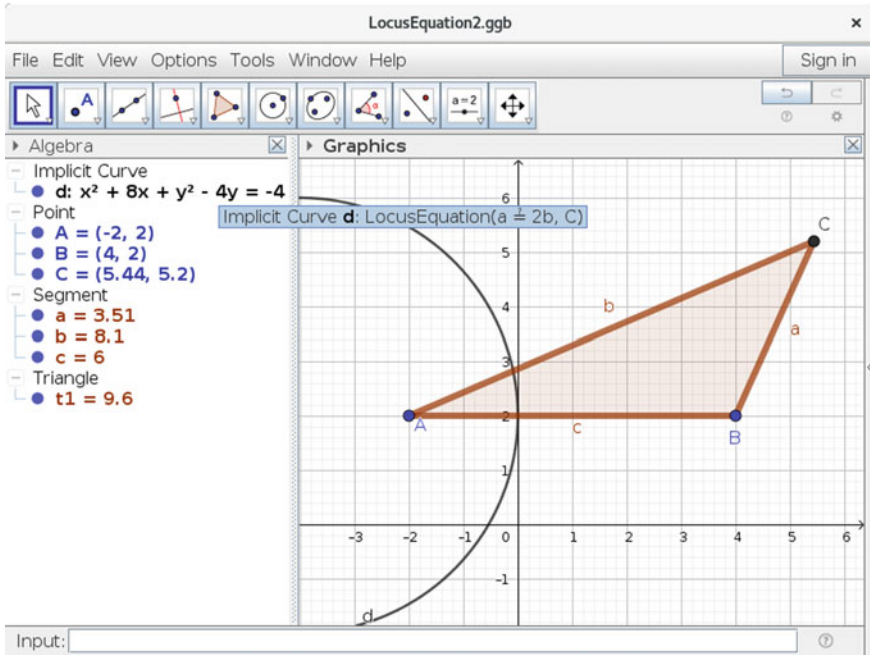 LocusEquation2.ggb ×
File Edit View Options Tools Window Help Sign in
A α a=2
Algebra
Graphics
Implicit Curve
d: x² + 8x + y² - 4y = -4
Implicit Curve d: LocusEquation(a ≟ 2b, C)
Point
A = (-2, 2)
B = (4, 2)
C = (5.44, 5.2)
Segment
a = 3.51
b = 8.1
c = 6
Triangle
t1 = 9.6
6
5
4
3
2
1
-1
-3 -2 -1 0 1 2 3 4 5 6
C
b
a
A
c
B
d
Input: